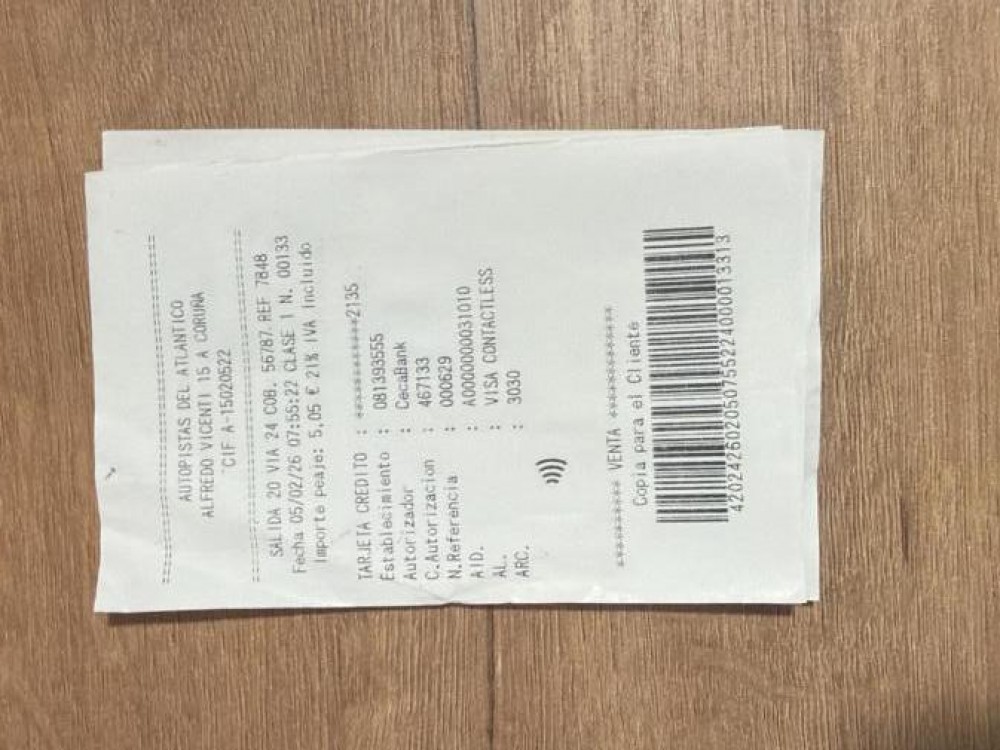 =================================
AUTOPISTAS DEL ATLANTICO
ALFREDO VICENTI 15 A CORUÑA
CIF A-15020522
=================================
SALIDA 20 VIA 24 COB. 56787 REF 7848
Fecha 05/02/26 07:55:22 CLASE 1 N. 00133
Importe peaje: 5,05 € 21% IVA Incluido
TARJETA CREDITO : ************2135
Establecimiento : 081393555
Autorizador : CecaBank
C.Autorizacion : 467133
N.Referencia : 000629
AID. : A0000000031010
AL. : VISA CONTACTLESS
ARC. : 3030
********* VENTA ************
Copia para el Cliente
420242602050755224000013313